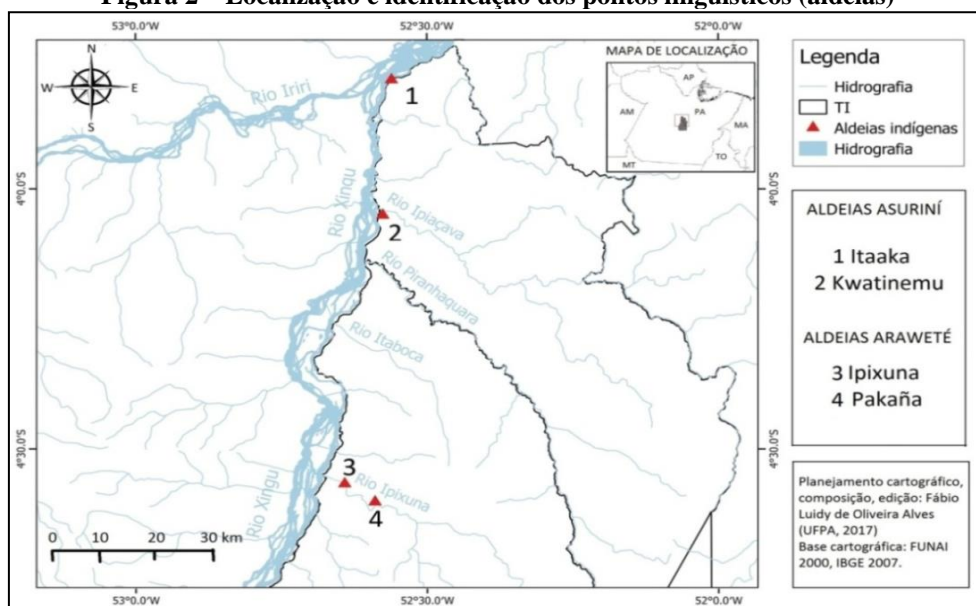 Figura 2 – Localização e identificação dos pontos linguísticos (aldeias)
53°0.0'W
52°30.0'W
52°0.0'W
N
W
E
S
Rio Iriri
1
MAPA DE LOCALIZAÇÃO
AP
AM
PA
MA
MT
TO
Legenda
Hidrografia
TI
Aldeias indígenas
Hidrografia
4°0.0'S
4°0.0'S
Rio Xingu
Rio Ipiaçava
2
Rio Piranhaquara
Rio Itaboca
ALDEIAS ASURINÍ
1 Itaaka
2 Kwatinemu
ALDEIAS ARAWETÉ
3 Ipixuna
4 Pakaña
4°30.0'S
4°30.0'S
3
Rio Ipixuna
4
Rio Xingu
0 10 20 30 km
Planejamento cartográfico,
composição, edição: Fábio
Luidy de Oliveira Alves
(UFPA, 2017)
Base cartográfica: FUNAI
2000, IBGE 2007.
53°0.0'W
52°30.0'W
52°0.0'W